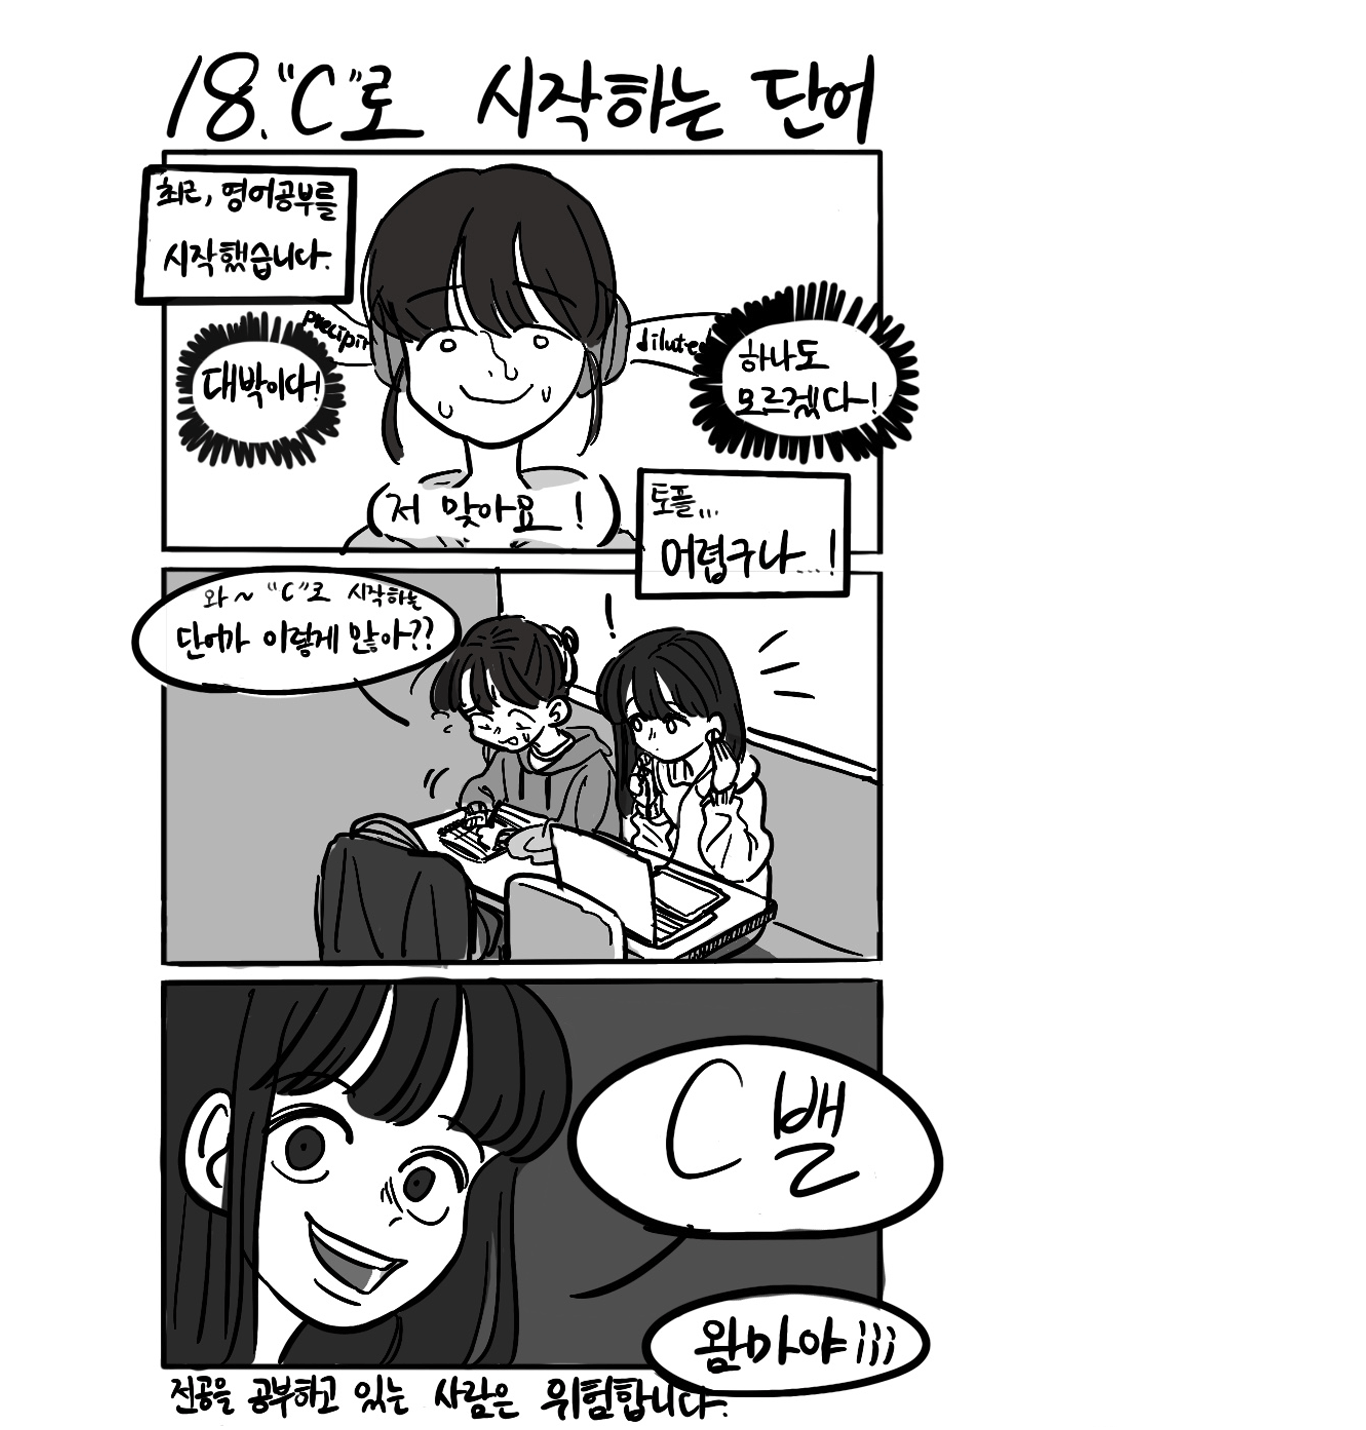 18. "C"로 시작하는 단어
최근, 영어공부를
시작했습니다.
precipit
dilute
대박이다!
하나도
모르겠다!
(저 맞아요!)
토플...
어렵구나...!
와~ "C"로 시작하는
단어가 이렇게 많아??
!
C밸
왐마야;;;
전공을 공부하고 있는 사람은 위험합니다.